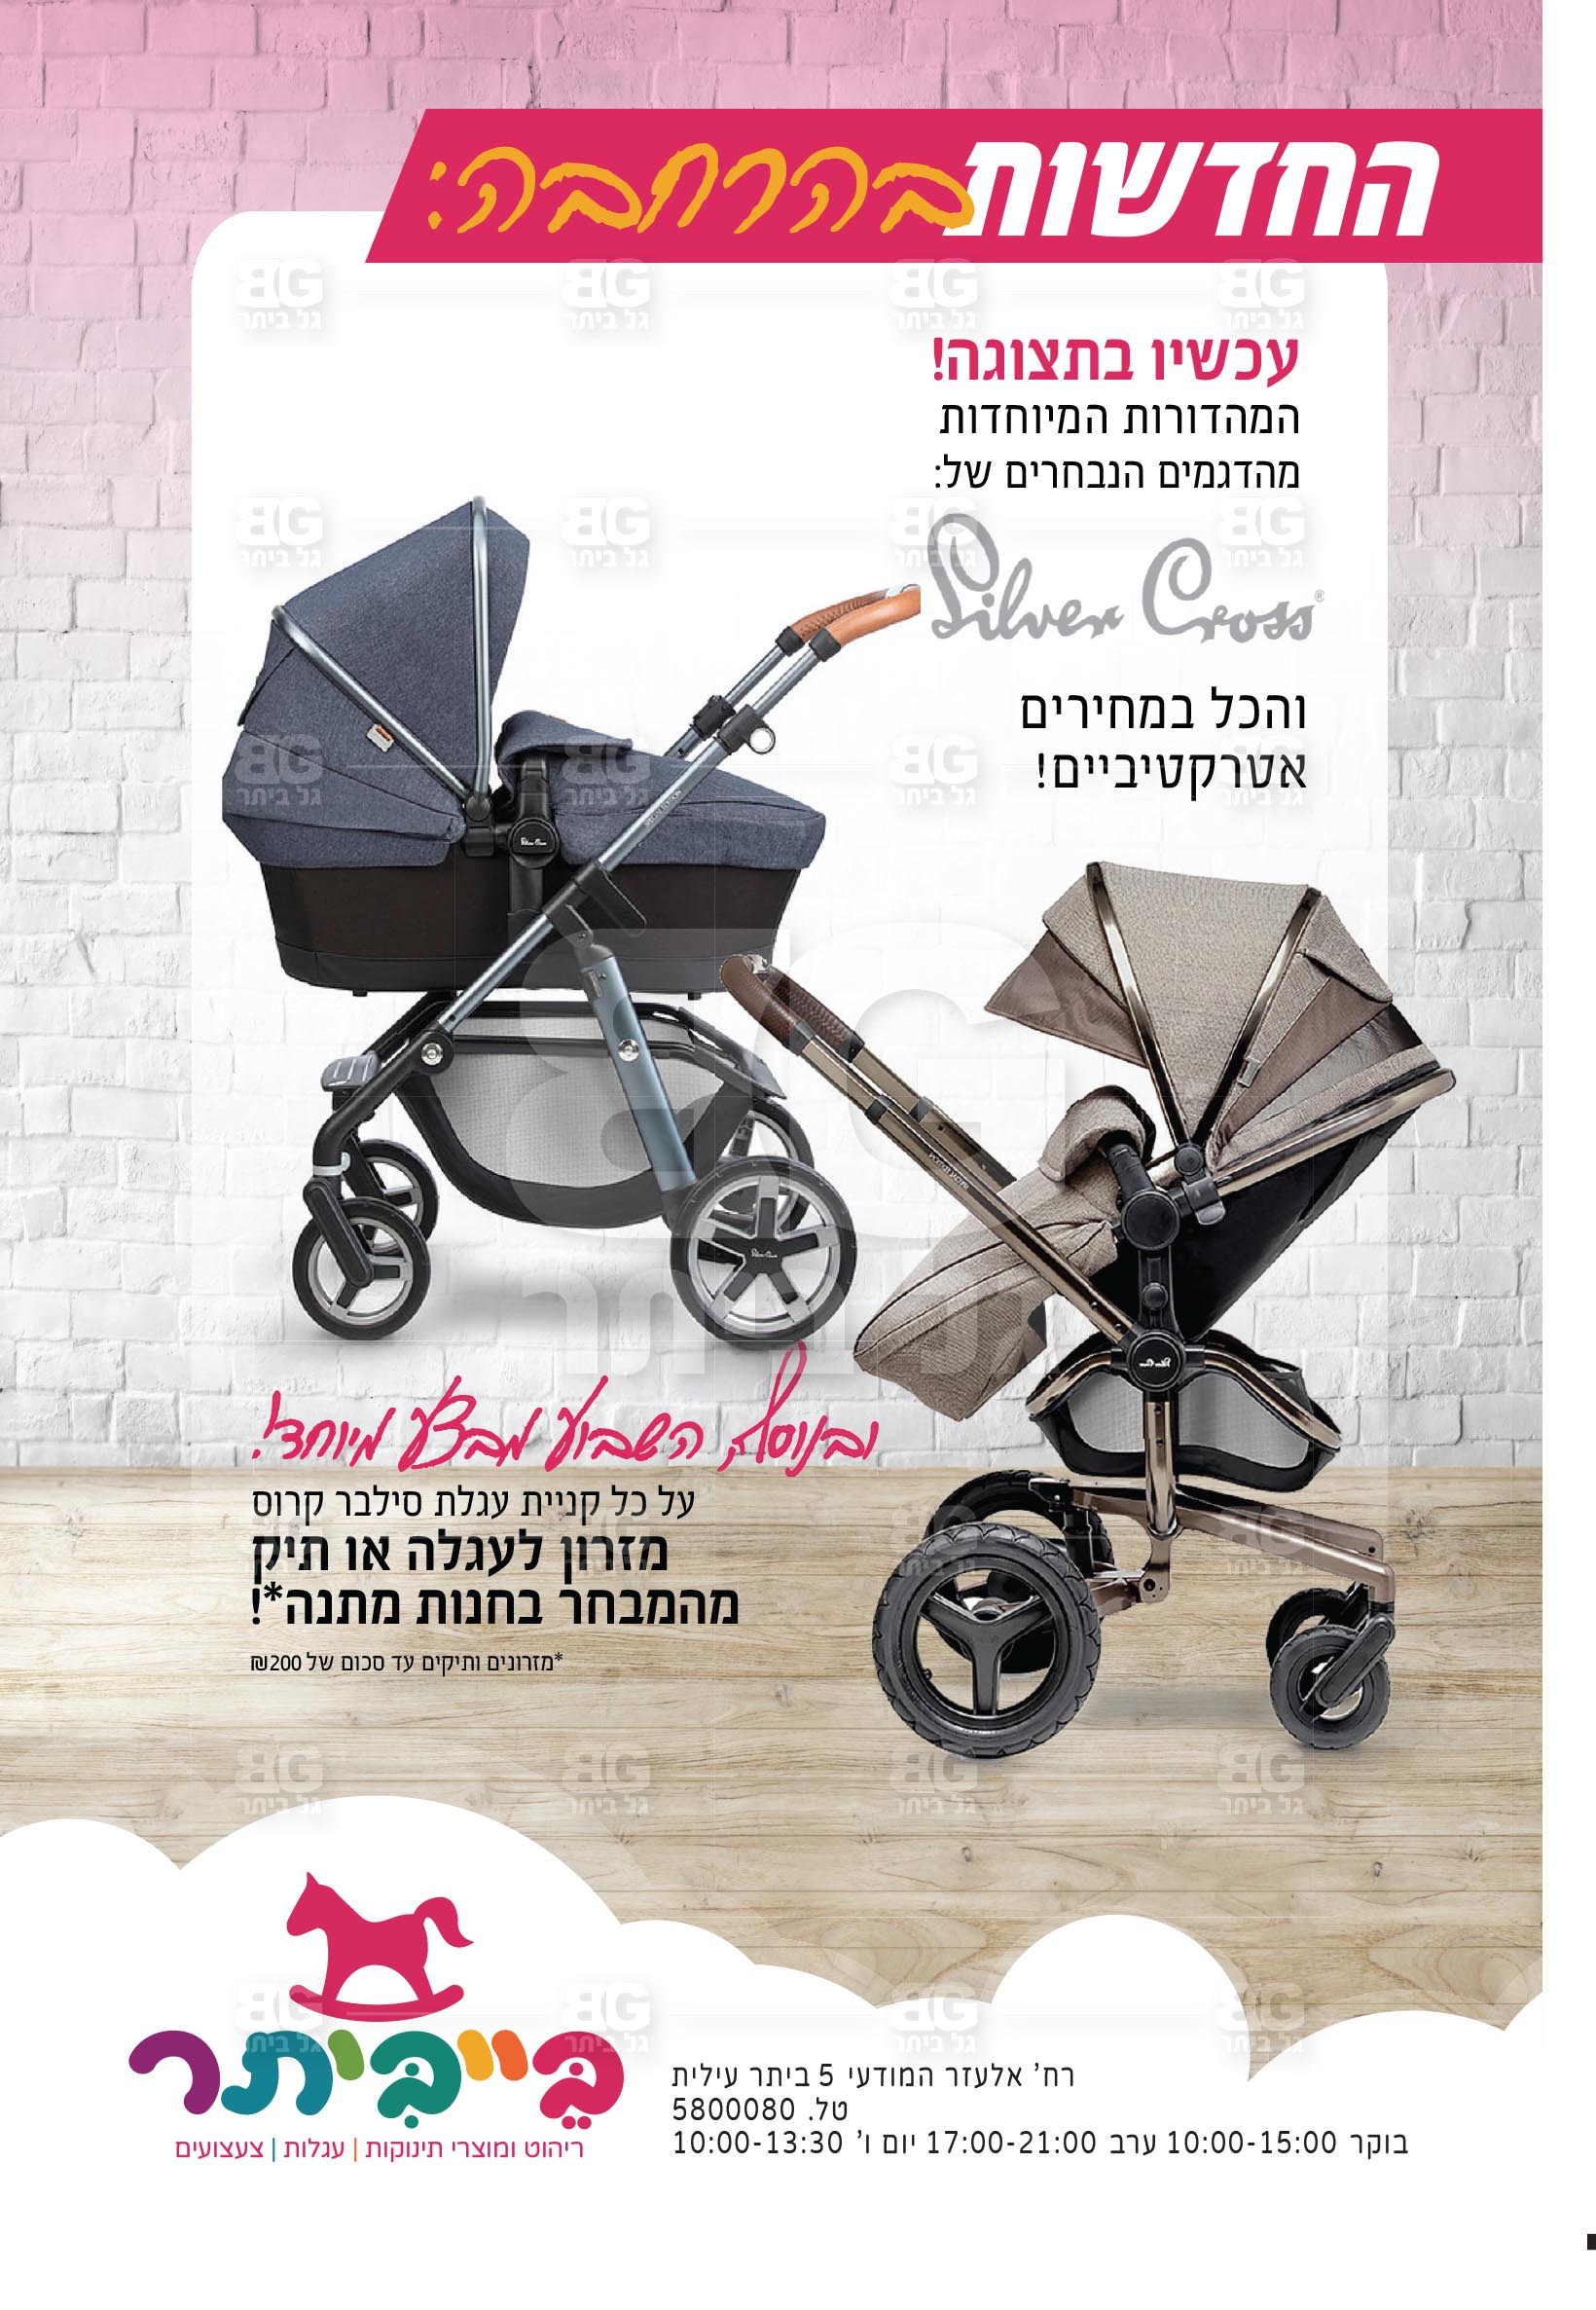 החדשות בהרחבה:
עכשיו בתצוגה!
המהדורות המיוחדות
מהדגמים הנבחרים של:
Silver Cross®
והכל במחירים
אטרקטיביים!
ובנוסף, השבוע מבצע מיוחד!
על כל קניית עגלת סילבר קרוס
מזרון לעגלה או תיק
מהמבחר בחנות מתנה*!
*מזרונים ותיקים עד סכום של 200₪
בייביתר
ריהוט ומוצרי תינוקות | עגלות | צעצועים
רח' אלעזר המודעי 5 ביתר עילית
טל. 5800080
בוקר 10:00-15:00 ערב 17:00-21:00 יום ו' 10:00-13:30
BG
גל ביתר